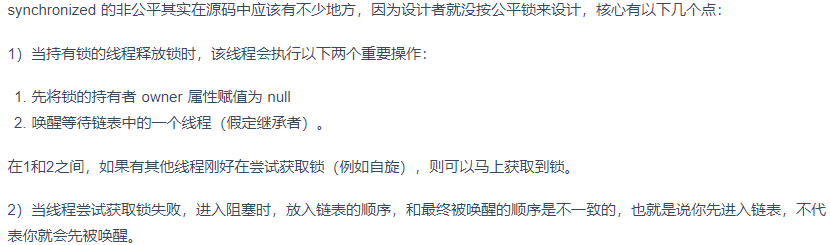 synchronized 的非公平其实在源码中应该有不少地方，因为设计者就没按公平锁来设计，核心有以下几个点：
1）当持有锁的线程释放锁时，该线程会执行以下两个重要操作：
1. 先将锁的持有者 owner 属性赋值为 null
2. 唤醒等待链表中的一个线程（假定继承者）。
在1和2之间，如果有其他线程刚好在尝试获取锁（例如自旋），则可以马上获取到锁。
2）当线程尝试获取锁失败，进入阻塞时，放入链表的顺序，和最终被唤醒的顺序是不一致的，也就是说你先进入链表，不代
表你就会先被唤醒。